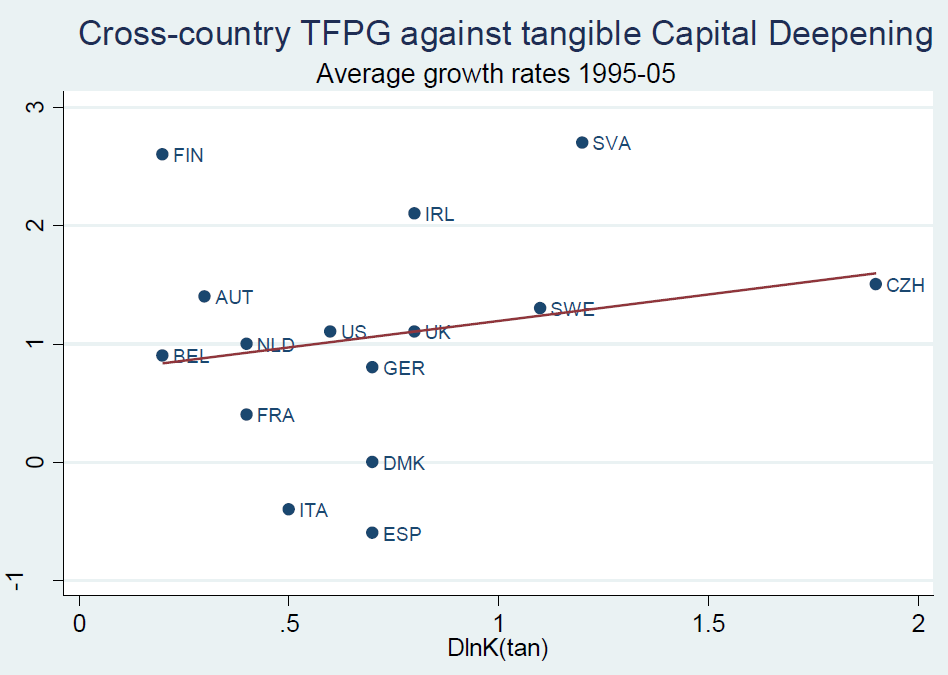 Cross-country TFPG against tangible Capital Deepening
Average growth rates 1995-05
3
2
1
0
-1
FIN
SVA
IRL
AUT
CZH
SWE
US
UK
NLD
BEL
GER
FRA
DMK
ITA
ESP
0 .5 1 1.5 2
DlnK(tan)